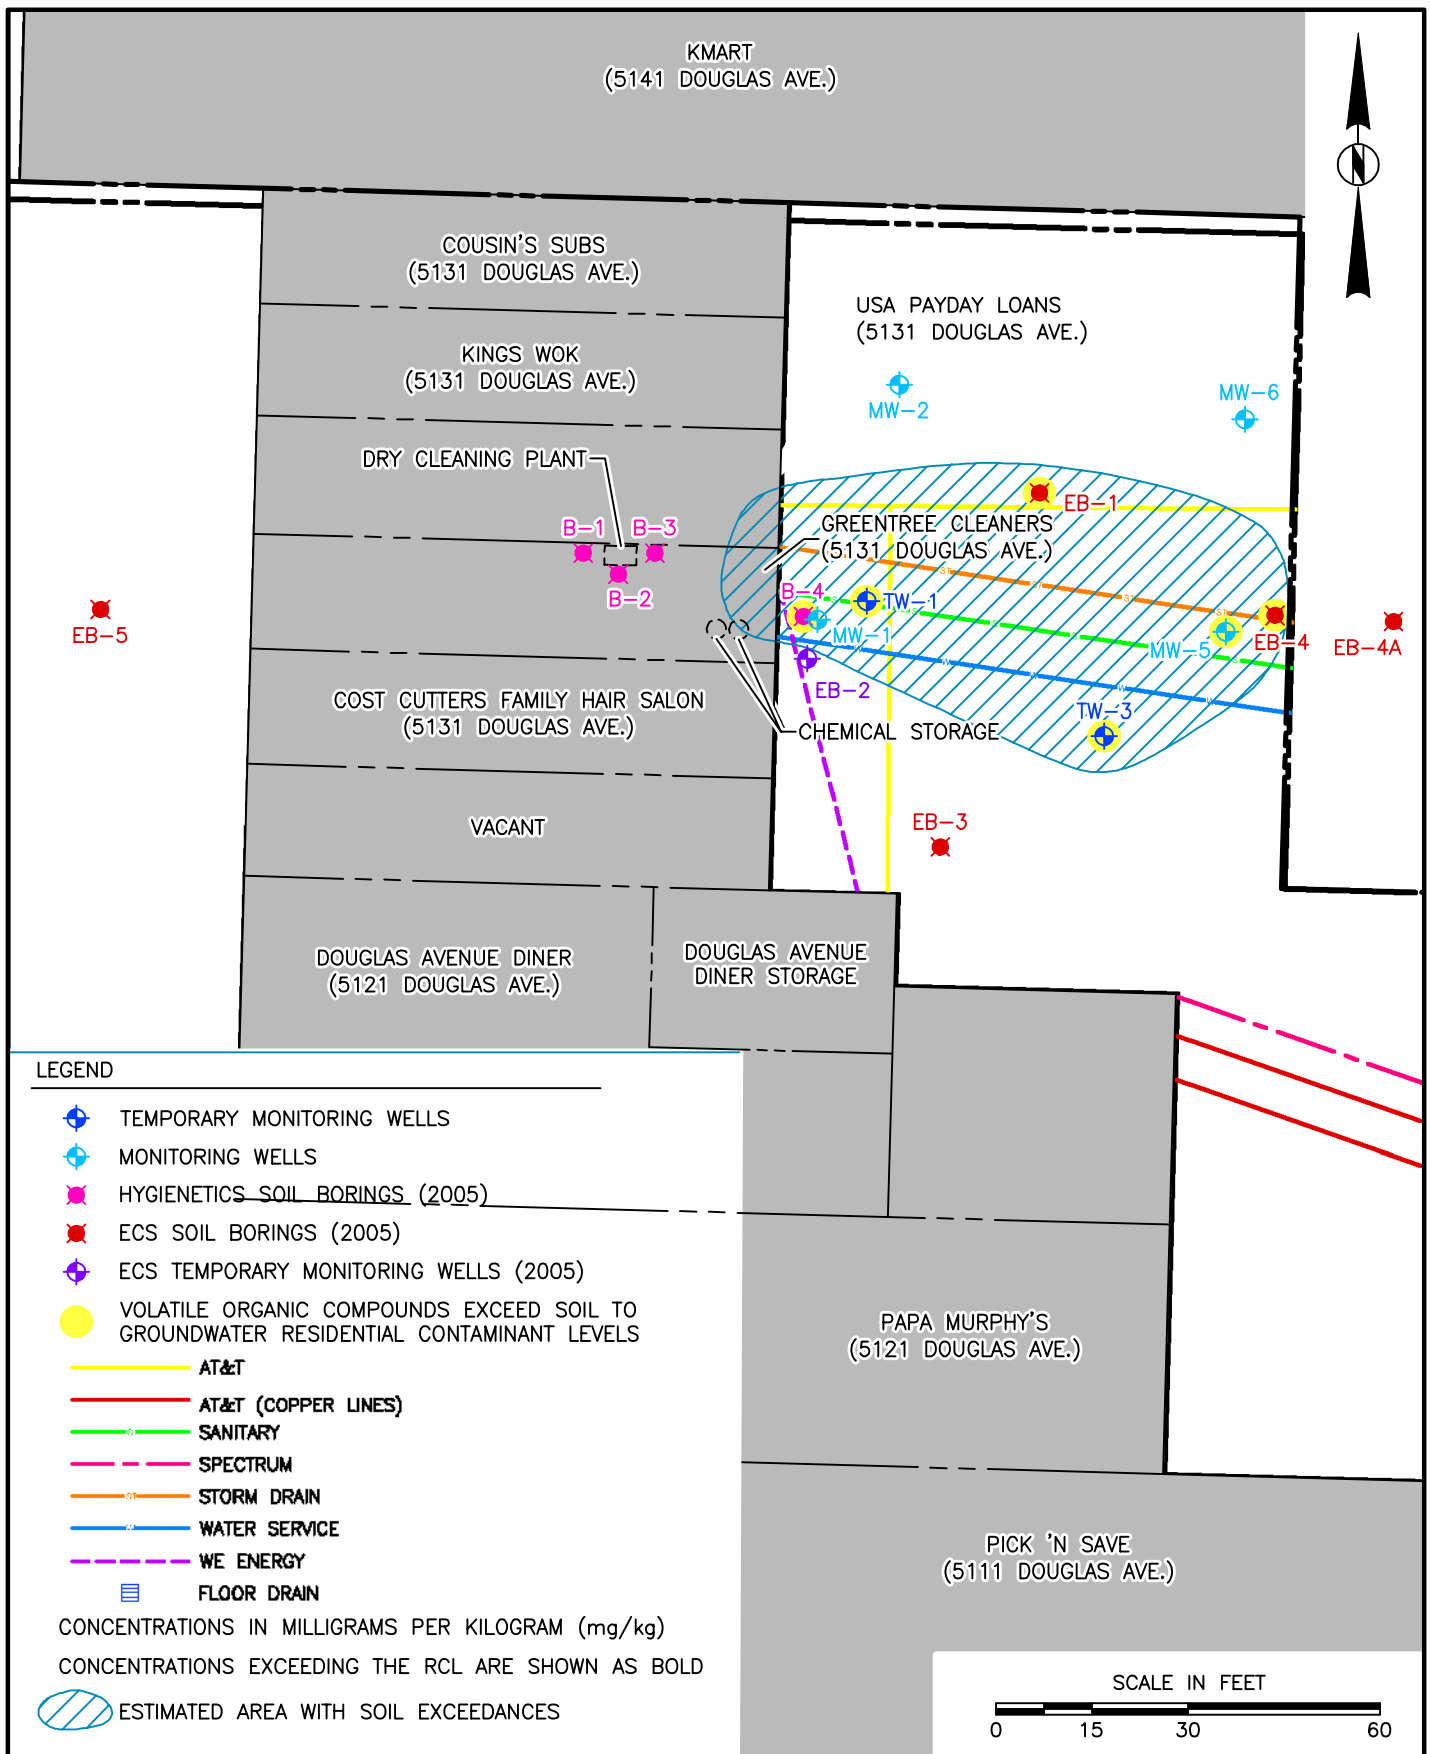 KMART
(5141 DOUGLAS AVE.)
COUSIN'S SUBS
(5131 DOUGLAS AVE.)
USA PAYDAY LOANS
(5131 DOUGLAS AVE.)
KINGS WOK
(5131 DOUGLAS AVE.)
MW-2
MW-6
DRY CLEANING PLANT
EB-1
GREENTREE CLEANERS
(5131 DOUGLAS AVE.)
B-1
B-3
B-2
B-4
TW-1
MW-1
MW-5
EB-4
EB-4A
EB-5
ST
ST
ST
ST
S
S
S
S
S
W
W
W
W
W
EB-2
COST CUTTERS FAMILY HAIR SALON
(5131 DOUGLAS AVE.)
TW-3
CHEMICAL STORAGE
VACANT
EB-3
DOUGLAS AVENUE DINER
(5121 DOUGLAS AVE.)
DOUGLAS AVENUE
DINER STORAGE
LEGEND
TEMPORARY MONITORING WELLS
MONITORING WELLS
HYGIENETICS SOIL BORINGS (2005)
ECS SOIL BORINGS (2005)
ECS TEMPORARY MONITORING WELLS (2005)
VOLATILE ORGANIC COMPOUNDS EXCEED SOIL TO
GROUNDWATER RESIDENTIAL CONTAMINANT LEVELS
AT&T
AT&T (COPPER LINES)
S SANITARY
SPECTRUM
ST STORM DRAIN
W WATER SERVICE
WE ENERGY
FLOOR DRAIN
CONCENTRATIONS IN MILLIGRAMS PER KILOGRAM (mg/kg)
CONCENTRATIONS EXCEEDING THE RCL ARE SHOWN AS BOLD
ESTIMATED AREA WITH SOIL EXCEEDANCES
PAPA MURPHY'S
(5121 DOUGLAS AVE.)
PICK 'N SAVE
(5111 DOUGLAS AVE.)
SCALE IN FEET
0 15 30 60
N